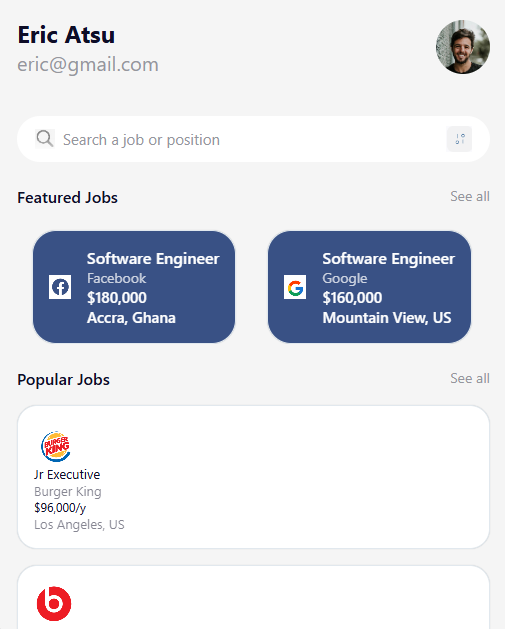 Eric Atsu
eric@gmail.com
Search a job or position
Featured Jobs
See all
Software Engineer
Facebook
$180,000
Accra, Ghana
Software Engineer
Google
$160,000
Mountain View, US
Popular Jobs
See all
BURGER
KING
Jr Executive
Burger King
$96,000/y
Los Angeles, US